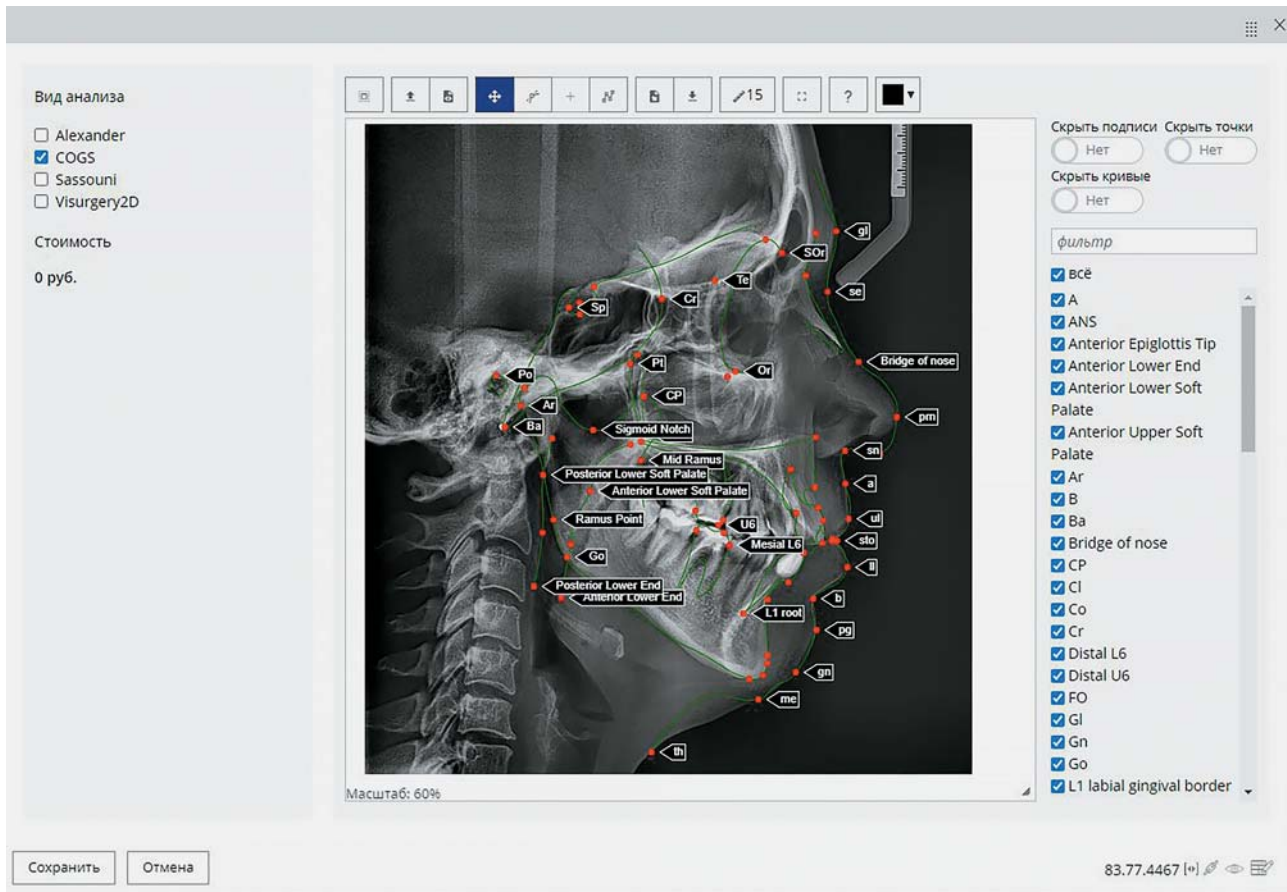 Вид анализа
Alexander
COGS
Sassouni
Visurgery2D
Стоимость
0 руб.
15
?
gl
SOr
Te
se
Cr
Sp
Bridge of nose
Pt
Or
Po
CP
Ar
prn
Ba
Sigmoid Notch
sn
Mid Ramus
Posterior Lower Soft Palate
a
Anterior Lower Soft Palate
Ramus Point
U6
ul
sto
Mesial L6
Go
ll
Posterior Lower End
Anterior Lower End
b
L1 root
pg
gn
me
th
Масштаб: 60%
Скрыть подписи Скрыть точки
Нет Нет
Скрыть кривые
Нет
фильтр
всё
A
ANS
Anterior Epiglottis Tip
Anterior Lower End
Anterior Lower Soft
Palate
Anterior Upper Soft
Palate
Ar
B
Ba
Bridge of nose
CP
Cl
Co
Cr
Distal L6
Distal U6
FO
Gl
Gn
Go
L1 labial gingival border
Сохранить Отмена
83.77.4467